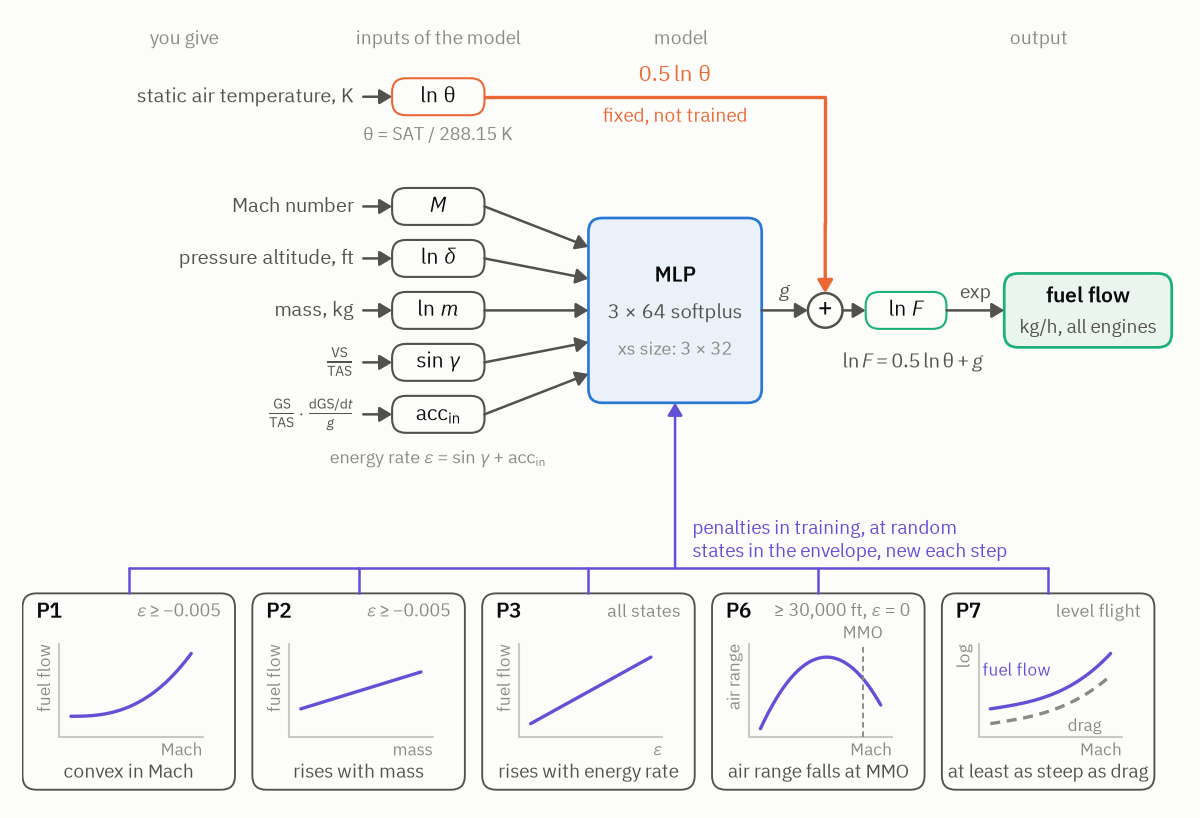 you give
inputs of the model
model
output
static air temperature, K
ln θ
0.5 ln θ
fixed, not trained
θ = SAT / 288.15 K
Mach number
M
pressure altitude, ft
ln δ
mass, kg
ln m
VS
TAS
sin γ
GS
TAS
·
dGS/dt
g
acc_in
energy rate ε = sin γ + acc_in
MLP
3 × 64 softplus
xs size: 3 × 32
g
+
ln F
exp
fuel flow
kg/h, all engines
ln F = 0.5 ln θ + g
penalties in training, at random
states in the envelope, new each step
P1
ε ≥ −0.005
fuel flow
Mach
convex in Mach
P2
ε ≥ −0.005
fuel flow
mass
rises with mass
P3
all states
fuel flow
ε
rises with energy rate
P6
≥ 30,000 ft, ε = 0
MMO
air range
Mach
air range falls at MMO
P7
level flight
log
fuel flow
drag
Mach
at least as steep as drag